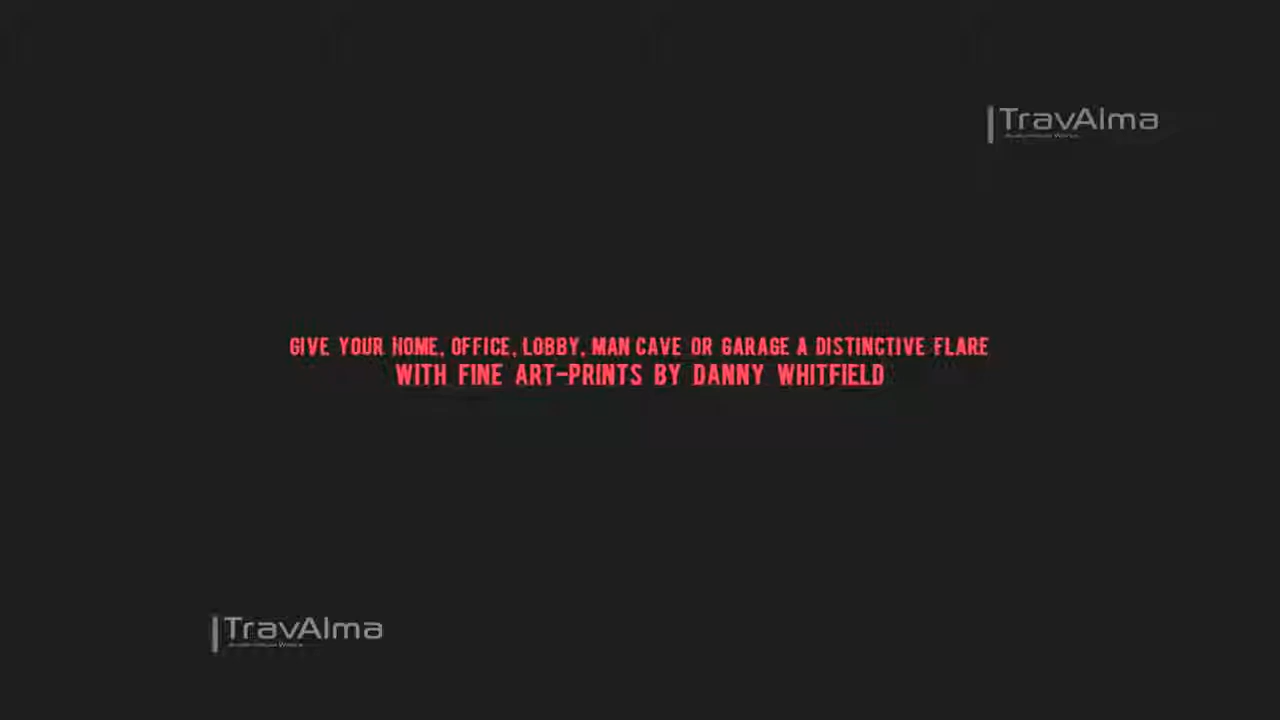 TravAlma
GIVE YOUR HOME, OFFICE, LOBBY, MAN CAVE OR GARAGE A DISTINCTIVE FLARE
WITH FINE ART-PRINTS BY DANNY WHITFIELD
TravAlma